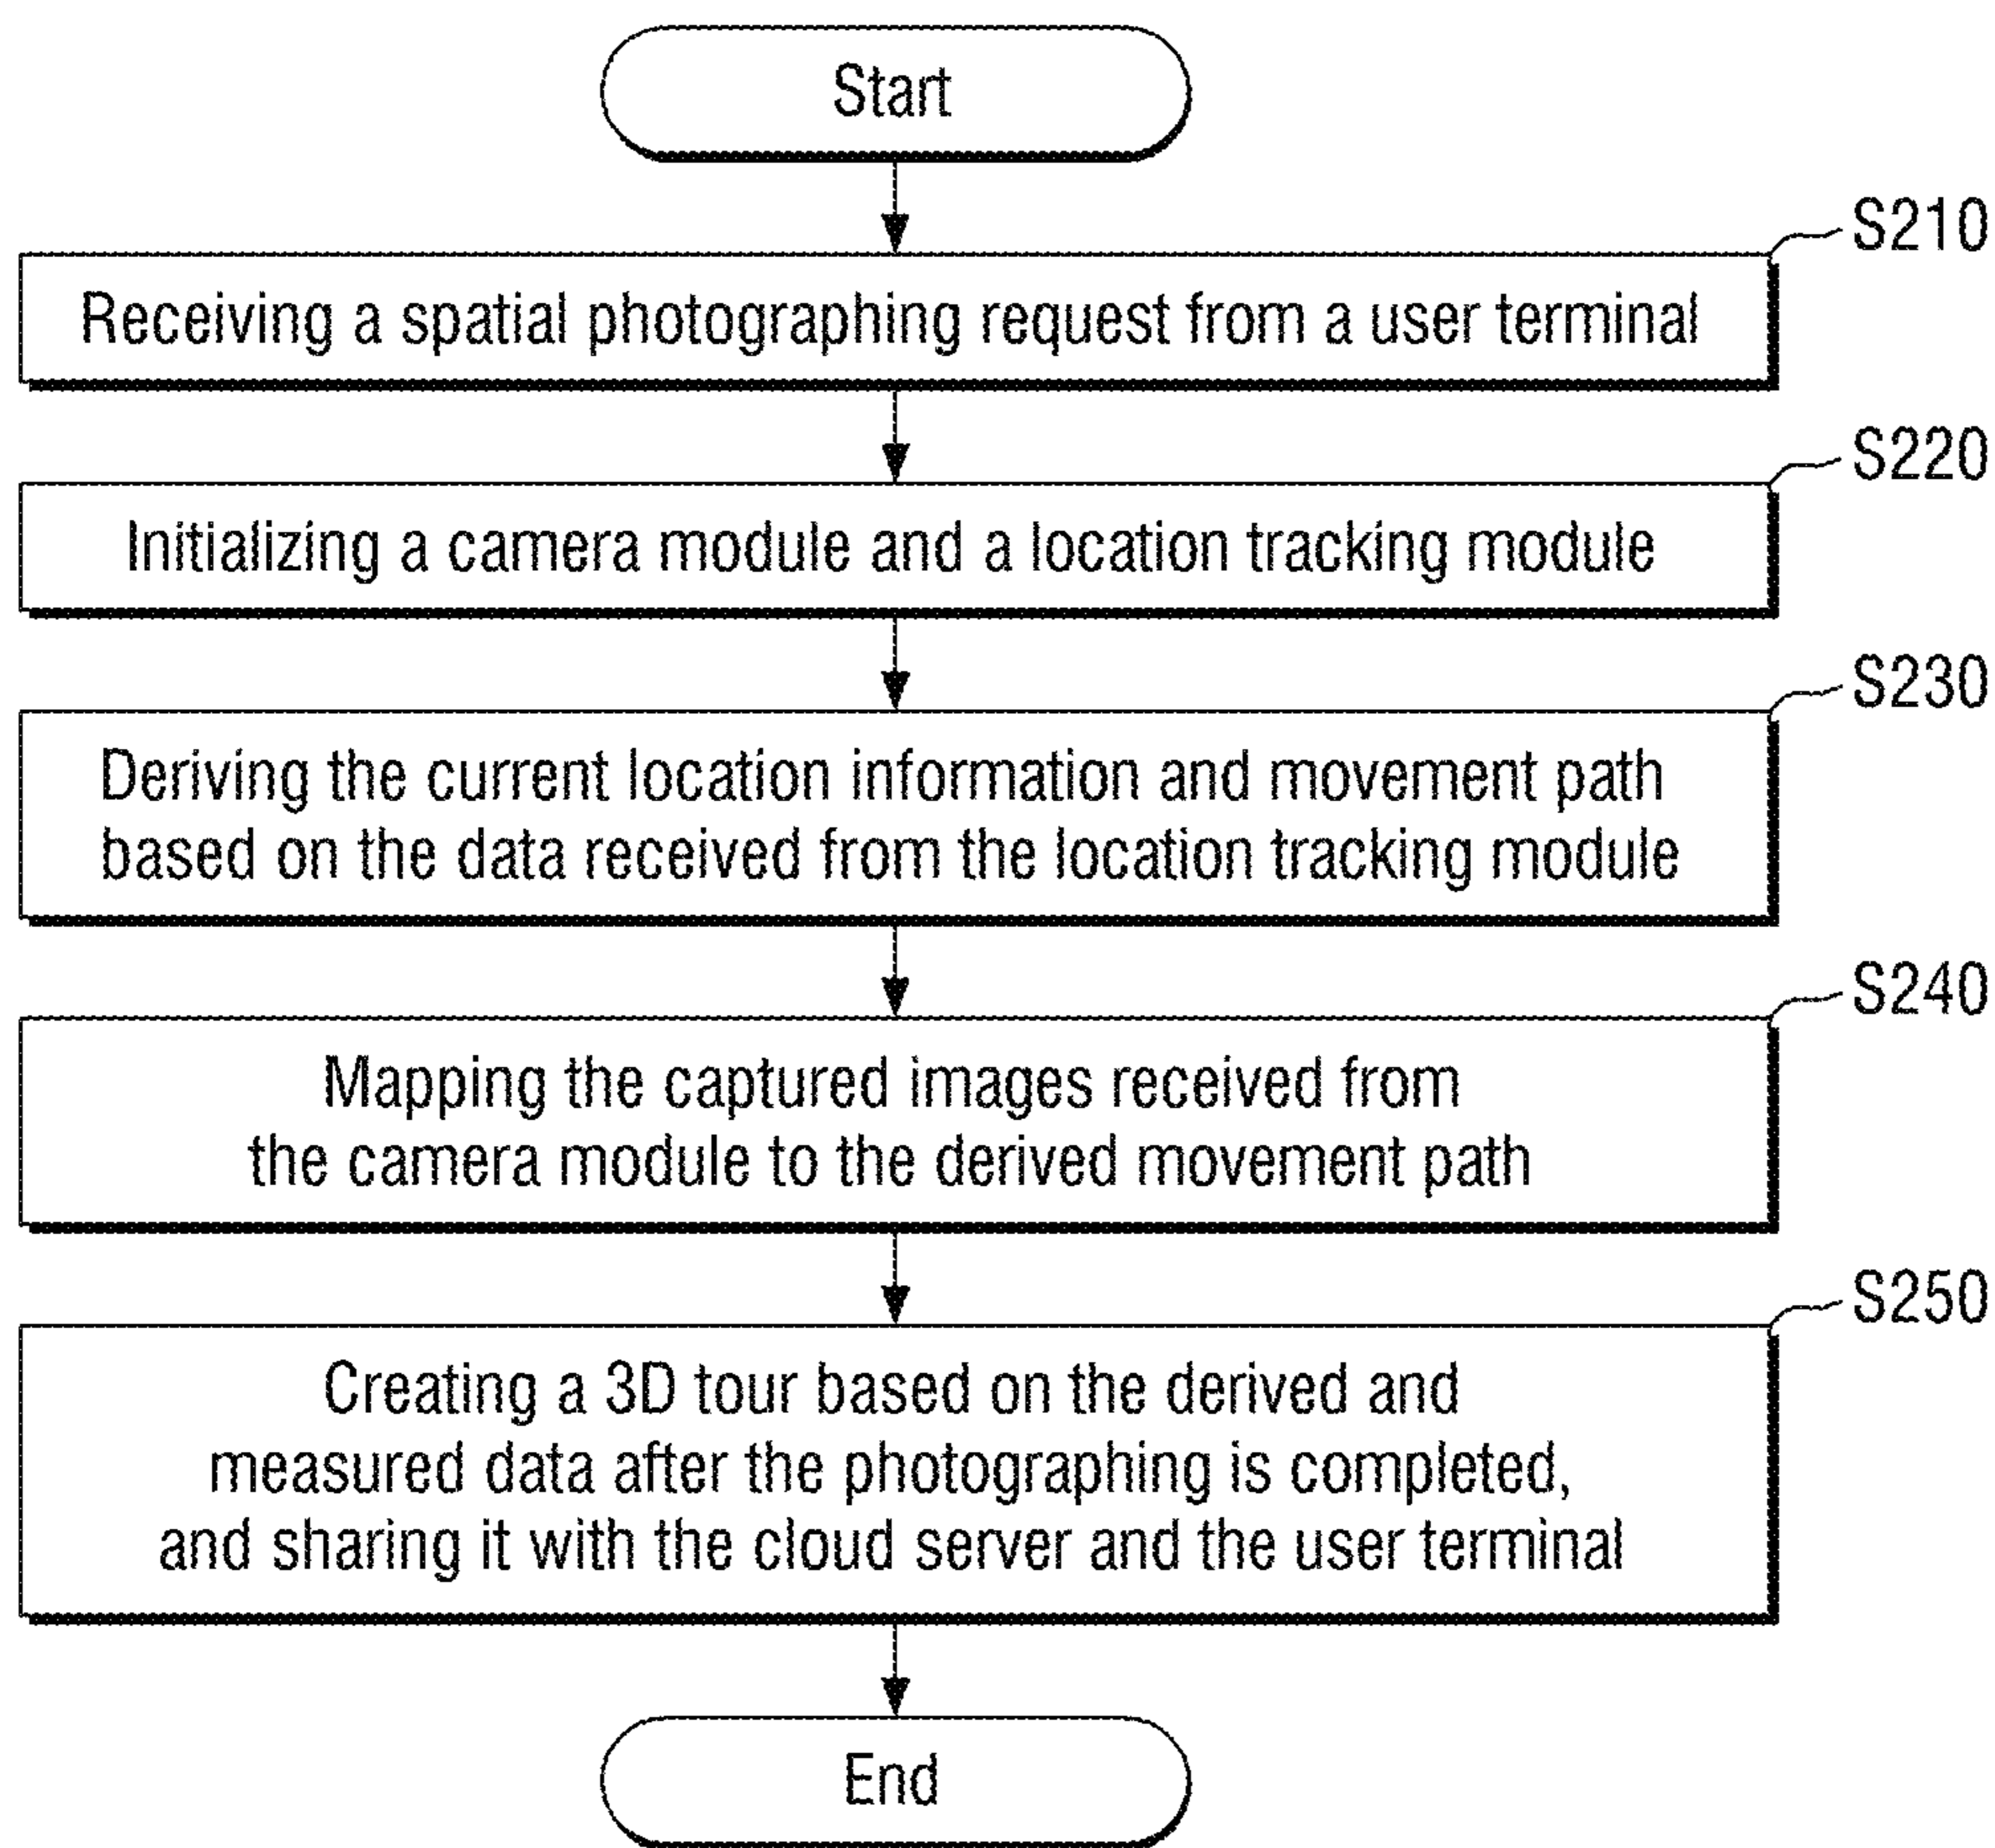 Start
S210
Receiving a spatial photographing request from a user terminal
S220
Initializing a camera module and a location tracking module
S230
Deriving the current location information and movement path
based on the data received from the location tracking module
S240
Mapping the captured images received from
the camera module to the derived movement path
S250
Creating a 3D tour based on the derived and
measured data after the photographing is completed,
and sharing it with the cloud server and the user terminal
End